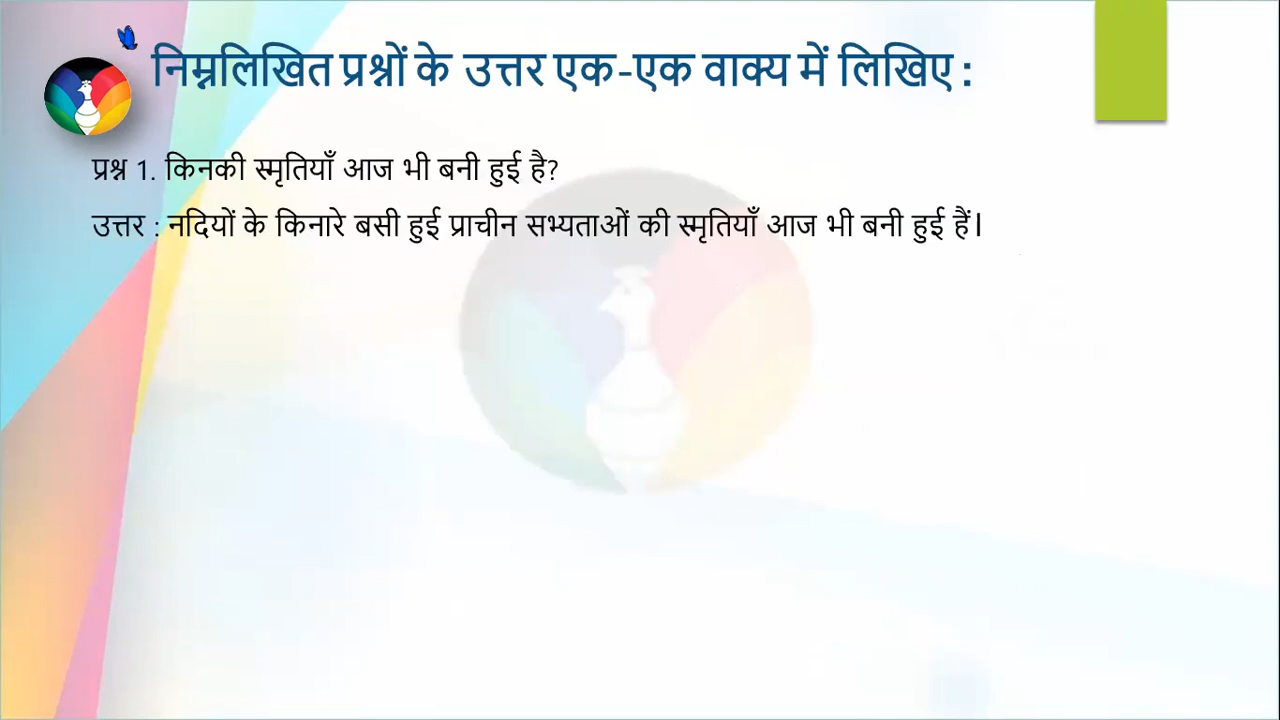 निम्नलिखित प्रश्नों के उत्तर एक-एक वाक्य में लिखिए :
प्रश्न 1. किनकी स्मृतियाँ आज भी बनी हुई है?
उत्तर : नदियों के किनारे बसी हुई प्राचीन सभ्यताओं की स्मृतियाँ आज भी बनी हुई हैं।